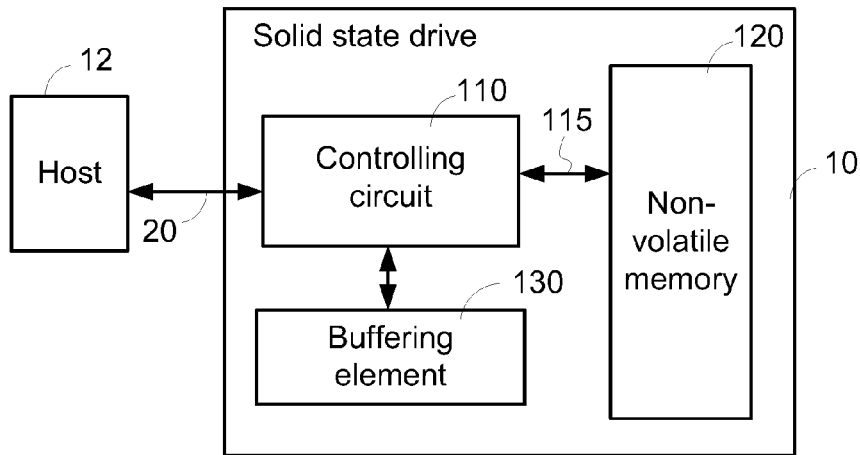 Solid state drive
120
12
110
115
Host
Controlling
circuit
10
20
Non-
volatile
memory
130
Buffering
element